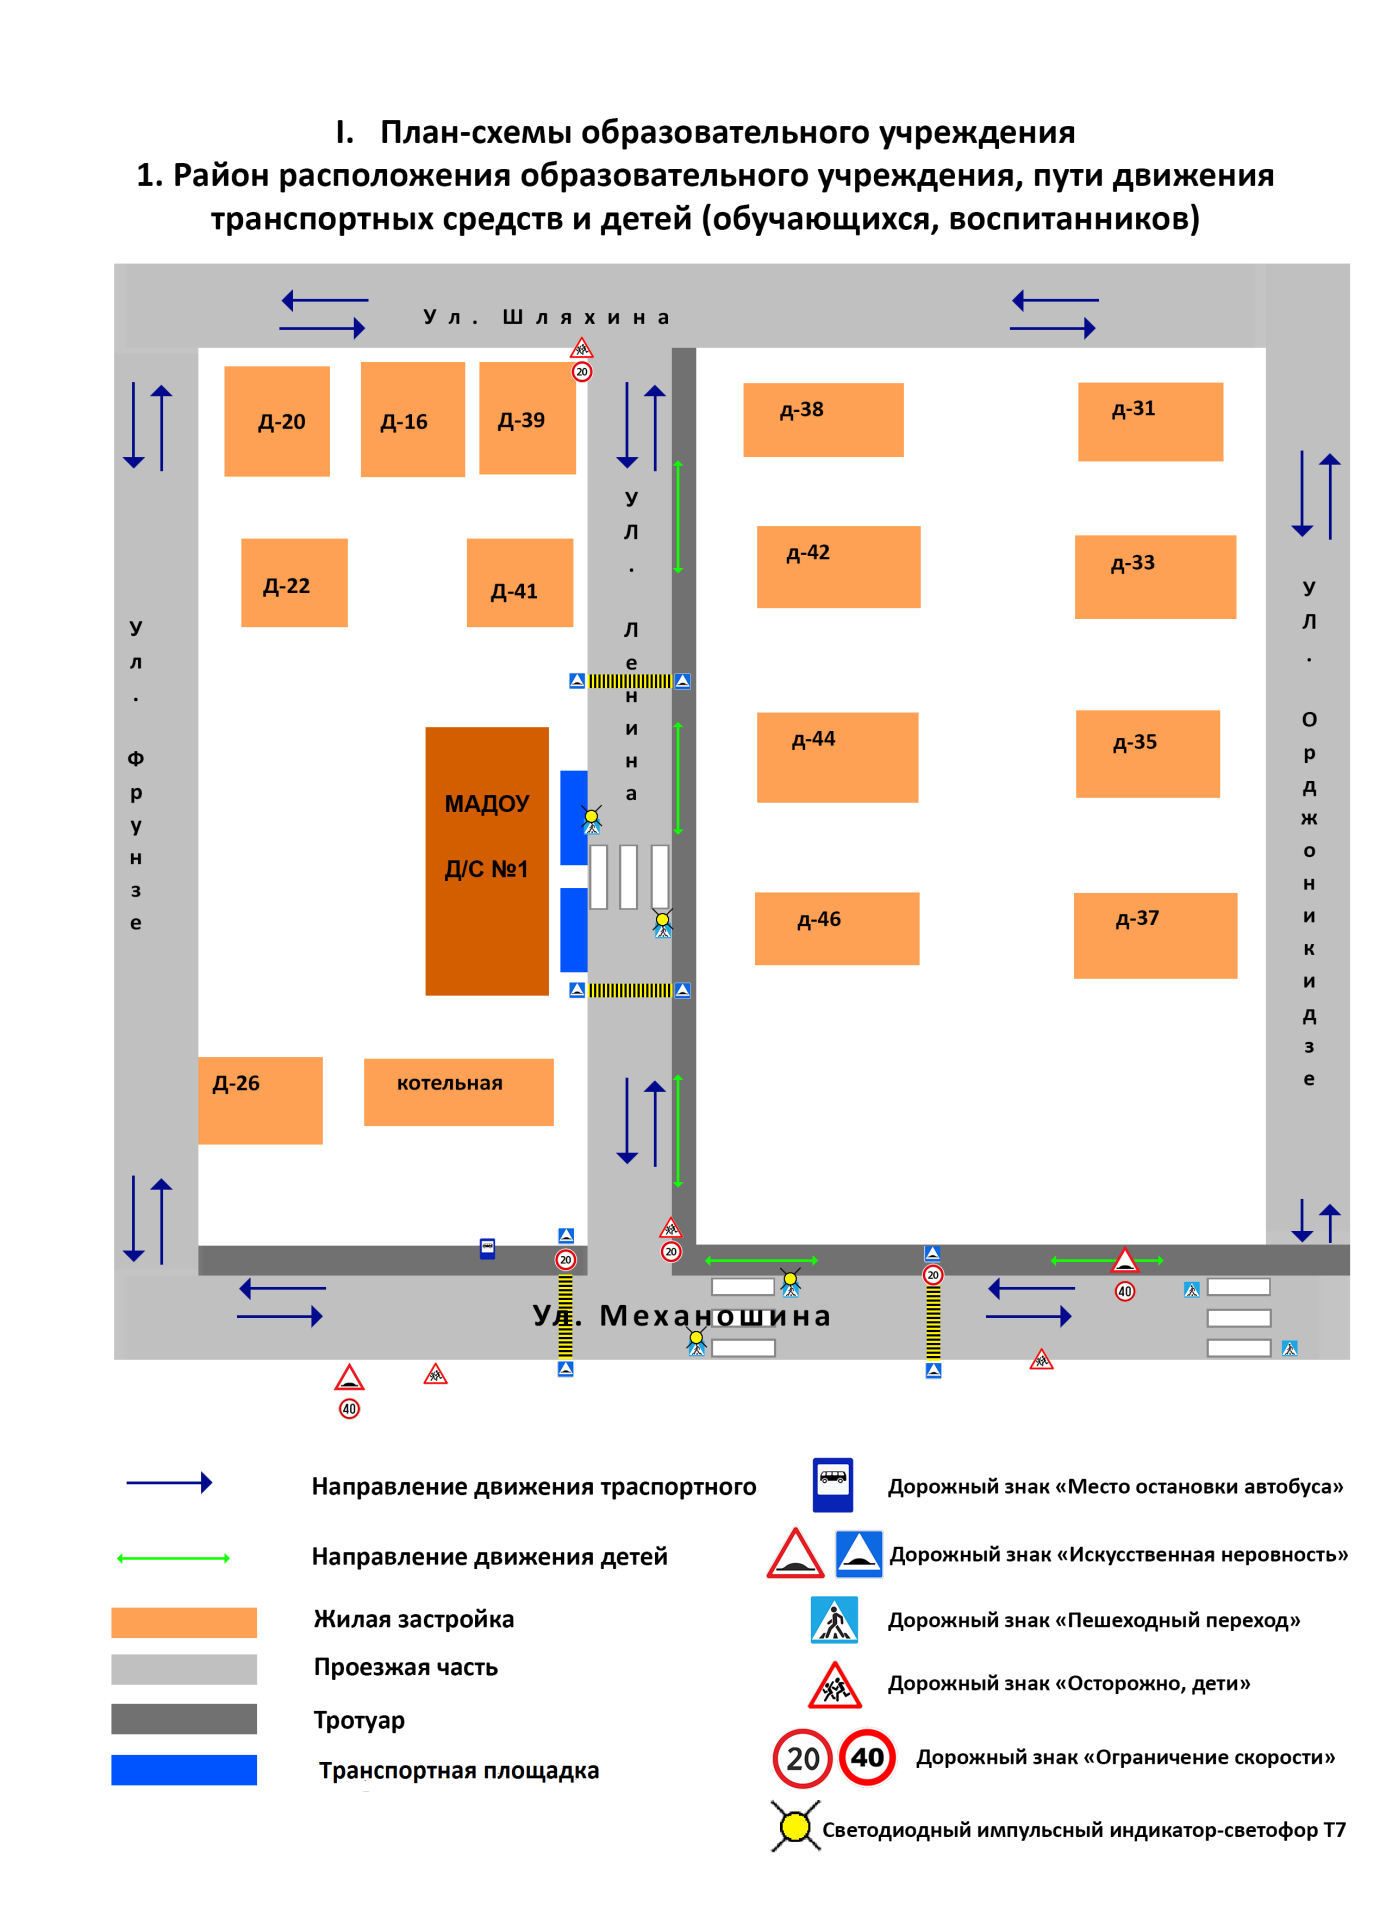 I. План-схемы образовательного учреждения
1. Район расположения образовательного учреждения, пути движения
транспортных средств и детей (обучающихся, воспитанников)
Ул. Шляхина
20
Д-20
Д-16
Д-39
д-38
д-31
Ул. Фрунзе
УЛ. Ленина
УЛ. Орджоникидзе
Д-22
Д-41
д-42
д-33
д-44
д-35
МАДОУ
Д/С №1
д-46
д-37
Д-26
котельная
20
20
20
40
Ул. Механошина
40
Направление движения траспортного
Дорожный знак «Место остановки автобуса»
Направление движения детей
Дорожный знак «Искусственная неровность»
Жилая застройка
Дорожный знак «Пешеходный переход»
Проезжая часть
Дорожный знак «Осторожно, дети»
Тротуар
20 40 Дорожный знак «Ограничение скорости»
Транспортная площадка
Светодиодный импульсный индикатор-светофор Т7